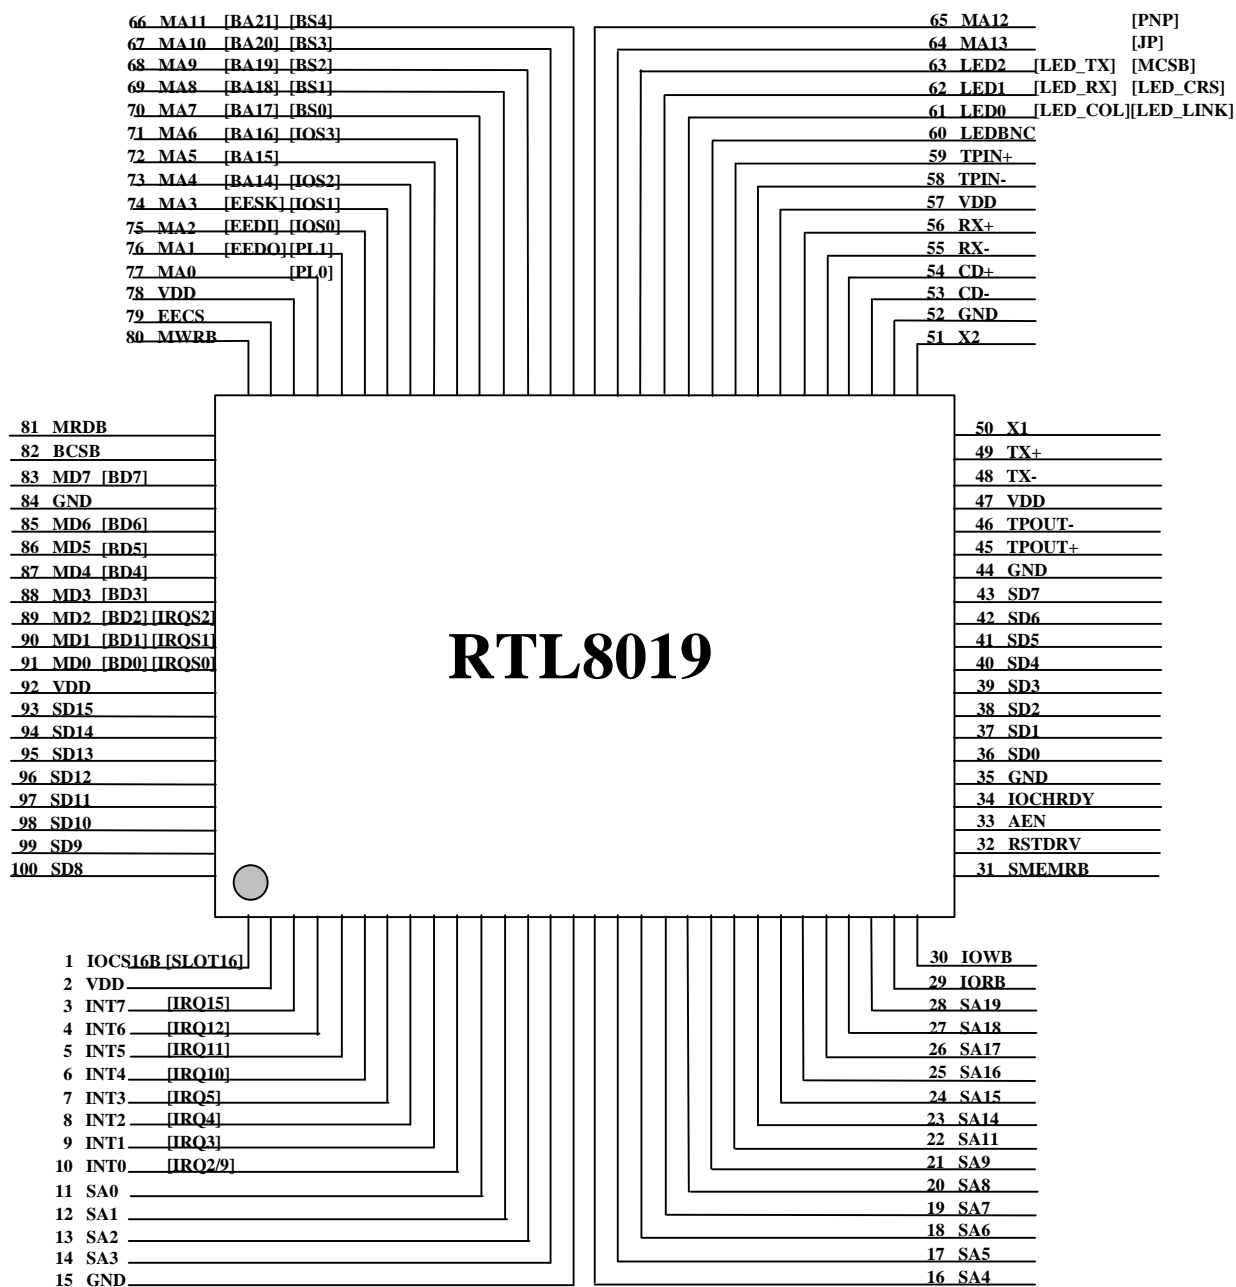 66 MA11 [BA21] [BS4]
67 MA10 [BA20] [BS3]
68 MA9 [BA19] [BS2]
69 MA8 [BA18] [BS1]
70 MA7 [BA17] [BS0]
71 MA6 [BA16] [IOS3]
72 MA5 [BA15]
73 MA4 [BA14] [IOS2]
74 MA3 [EESK] [IOS1]
75 MA2 [EEDI] [IOS0]
76 MA1 [EEDO] [PL1]
77 MA0 [PL0]
78 VDD
79 EECS
80 MWRB
65 MA12 [PNP]
64 MA13 [JP]
63 LED2 [LED_TX] [MCSB]
62 LED1 [LED_RX] [LED_CRS]
61 LED0 [LED_COL][LED_LINK]
60 LEDBNC
59 TPIN+
58 TPIN-
57 VDD
56 RX+
55 RX-
54 CD+
53 CD-
52 GND
51 X2
81 MRDB
82 BCSB
83 MD7 [BD7]
84 GND
85 MD6 [BD6]
86 MD5 [BD5]
87 MD4 [BD4]
88 MD3 [BD3]
89 MD2 [BD2] [IRQS2]
90 MD1 [BD1] [IRQS1]
91 MD0 [BD0] [IRQS0]
92 VDD
93 SD15
94 SD14
95 SD13
96 SD12
97 SD11
98 SD10
99 SD9
100 SD8
RTL8019
50 X1
49 TX+
48 TX-
47 VDD
46 TPOUT-
45 TPOUT+
44 GND
43 SD7
42 SD6
41 SD5
40 SD4
39 SD3
38 SD2
37 SD1
36 SD0
35 GND
34 IOCHRDY
33 AEN
32 RSTDRV
31 SMEMRB
1 IOCS16B [SLOT16]
2 VDD
3 INT7 [IRQ15]
4 INT6 [IRQ12]
5 INT5 [IRQ11]
6 INT4 [IRQ10]
7 INT3 [IRQ5]
8 INT2 [IRQ4]
9 INT1 [IRQ3]
10 INT0 [IRQ2/9]
11 SA0
12 SA1
13 SA2
14 SA3
15 GND
30 IOWB
29 IORB
28 SA19
27 SA18
26 SA17
25 SA16
24 SA15
23 SA14
22 SA11
21 SA9
20 SA8
19 SA7
18 SA6
17 SA5
16 SA4